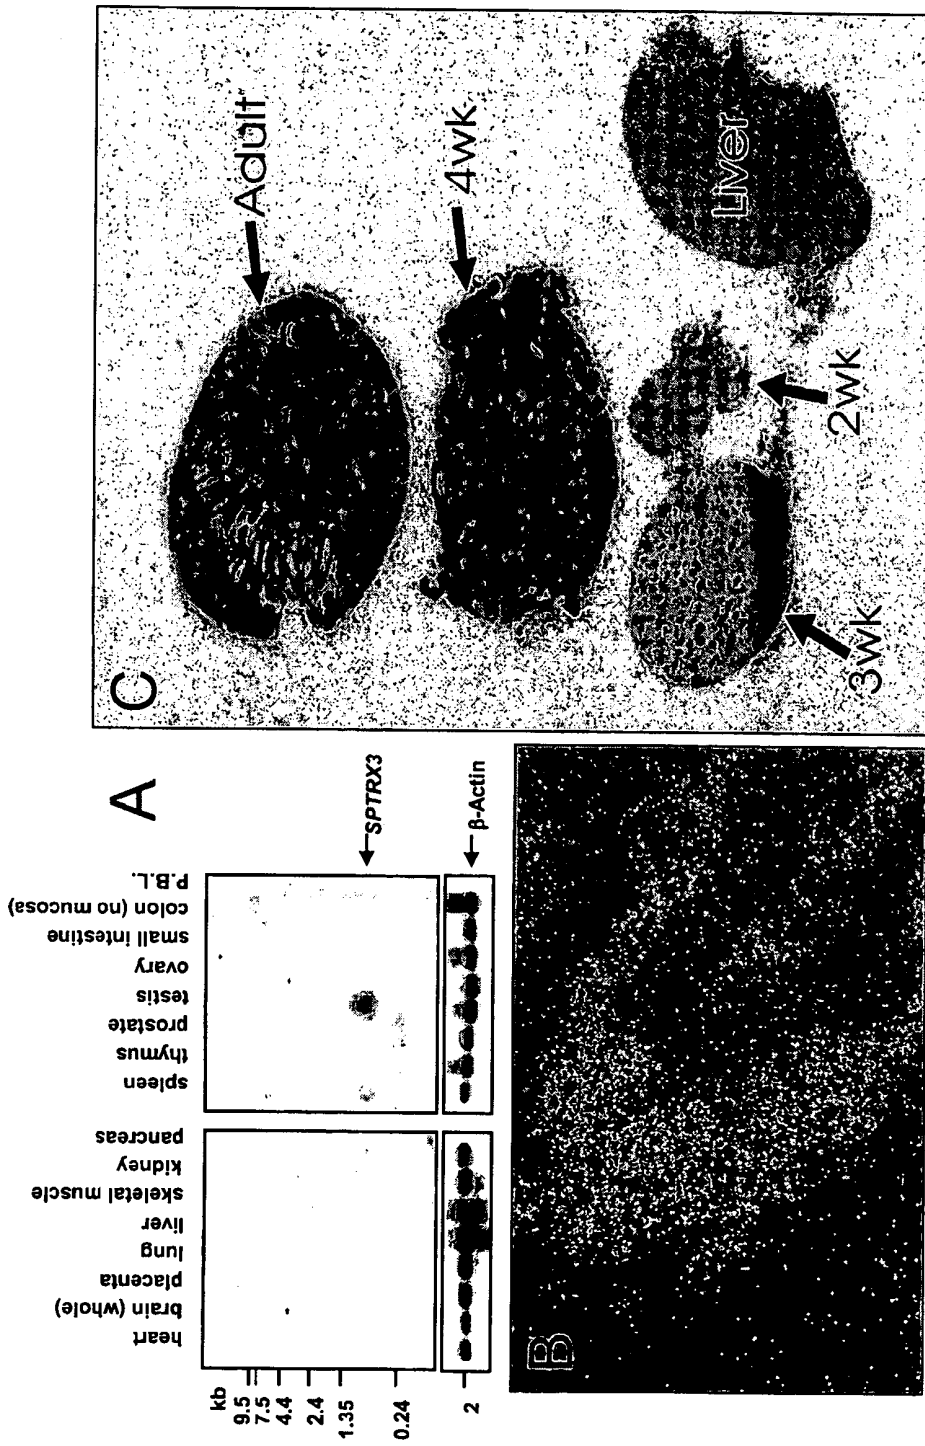 A
kb
9.5
7.5
4.4
2.4
1.35
0.24
2
heart
brain (whole)
placenta
lung
liver
skeletal muscle
kidney
pancreas
spleen
thymus
prostate
testis
ovary
small intestine
colon (no mucosa)
P.B.L.
SPTRX3
β-Actin
B
C
Adult
4wk
3wk
2wk
Liver